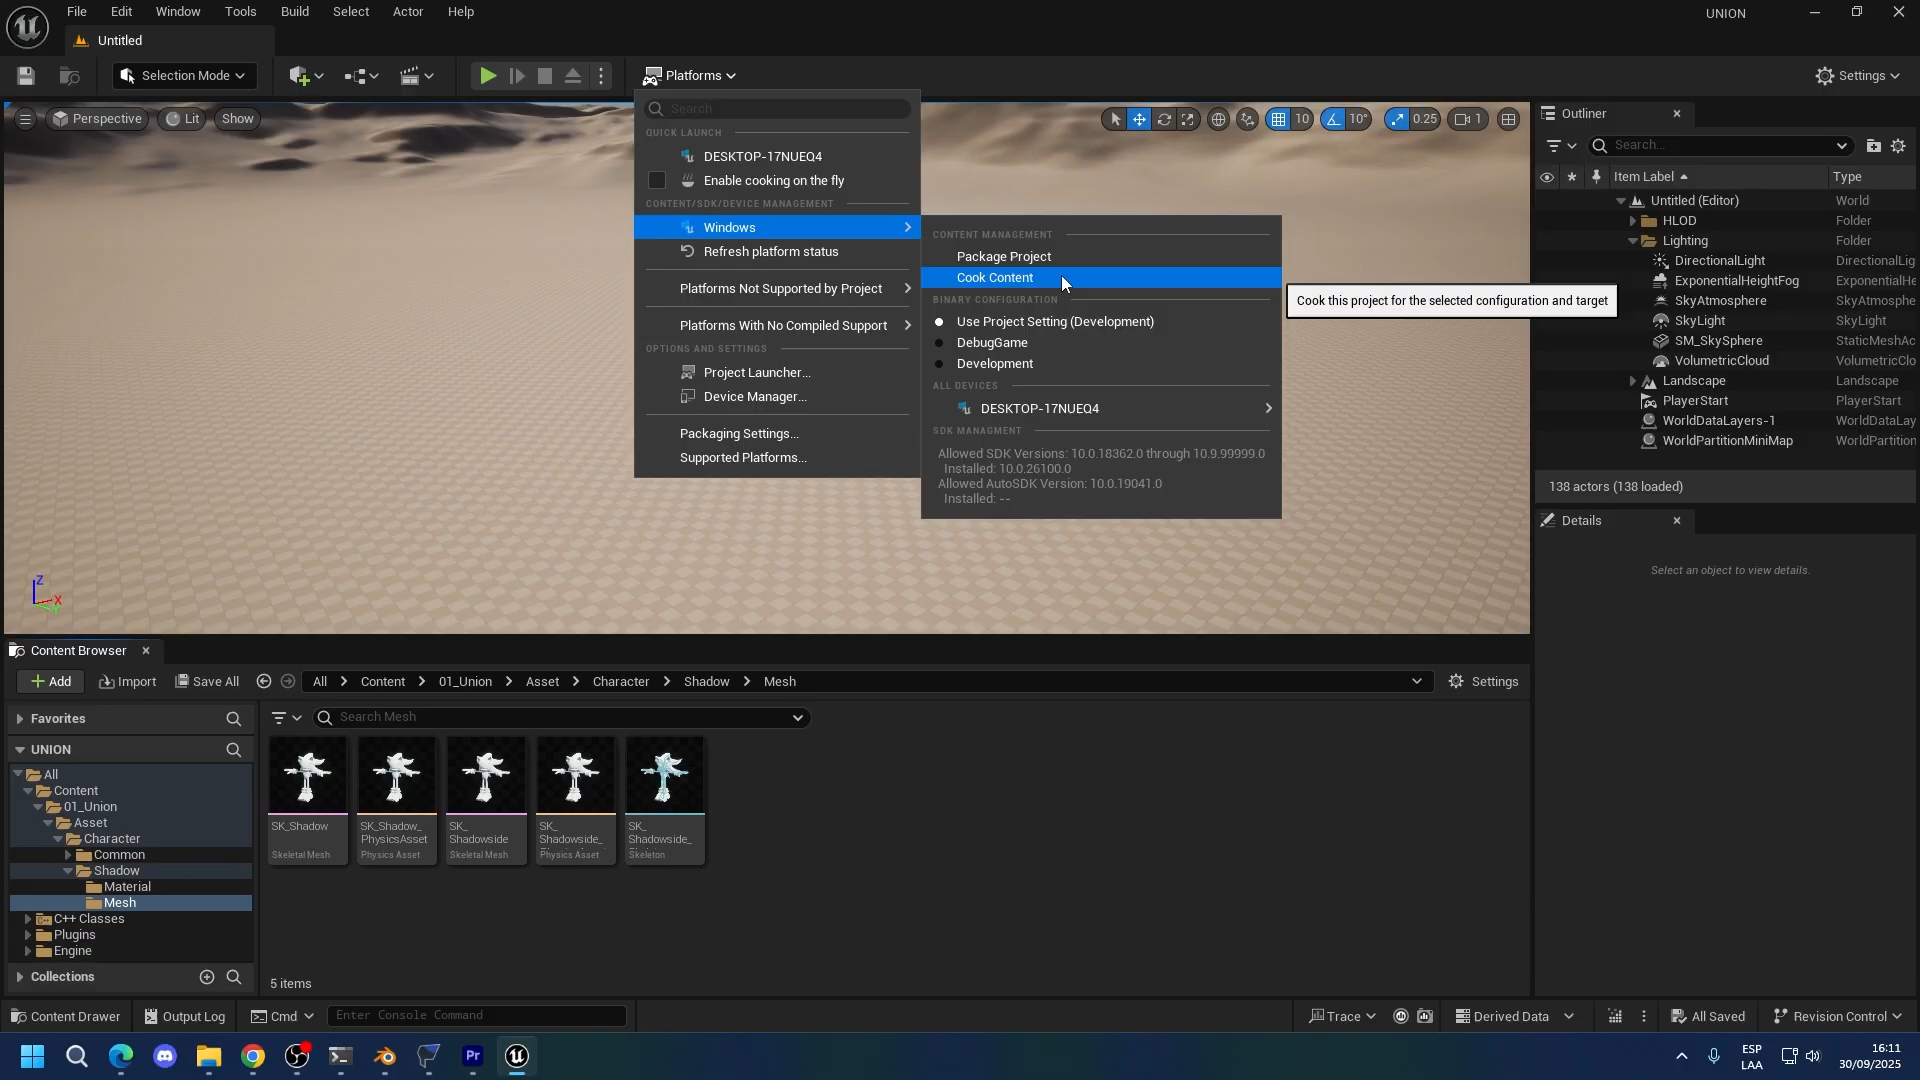 File Edit Window Tools Build Select Actor Help
UNION
Untitled
Selection Mode
Platforms
Settings
Perspective
Lit
Show
10
10°
0.25
1
Search
QUICK LAUNCH
DESKTOP-17NUEQ4
Enable cooking on the fly
CONTENT/SDK/DEVICE MANAGEMENT
Windows
Refresh platform status
Platforms Not Supported by Project
Platforms With No Compiled Support
OPTIONS AND SETTINGS
Project Launcher...
Device Manager...
Packaging Settings...
Supported Platforms...
CONTENT MANAGEMENT
Package Project
Cook Content
BINARY CONFIGURATION
Use Project Setting (Development)
DebugGame
Development
ALL DEVICES
DESKTOP-17NUEQ4
SDK MANAGMENT
Allowed SDK Versions: 10.0.18362.0 through 10.9.99999.0
Installed: 10.0.26100.0
Allowed AutoSDK Version: 10.0.19041.0
Installed: --
Cook this project for the selected configuration and target
Z
X
Y
Outliner
Search...
Item Label Type
Untitled (Editor) World
HLOD Folder
Lighting Folder
DirectionalLight DirectionalLig
ExponentialHeightFog ExponentialHe
SkyAtmosphere SkyAtmosphe
SkyLight SkyLight
SM_SkySphere StaticMeshAc
VolumetricCloud VolumetricClo
Landscape Landscape
PlayerStart PlayerStart
WorldDataLayers-1 WorldDataLay
WorldPartitionMiniMap WorldPartition
138 actors (138 loaded)
Details
Select an object to view details.
Content Browser
Add Import Save All All Content 01_Union Asset Character Shadow Mesh Settings
Favorites
UNION
All
Content
01_Union
Asset
Character
Common
Shadow
Material
Mesh
C++ Classes
Plugins
Engine
Collections
Search Mesh
SK_Shadow
Skeletal Mesh
SK_Shadow_
PhysicsAsset
Physics Asset
SK_
Shadowside
Skeletal Mesh
SK_
Shadowside_
Physics Asset
SK_
Shadowside_
Skeleton
5 items
Content Drawer Output Log Cmd Enter Console Command Trace Derived Data All Saved Revision Control
Pr
ESP
LAA
16:11
30/09/2025